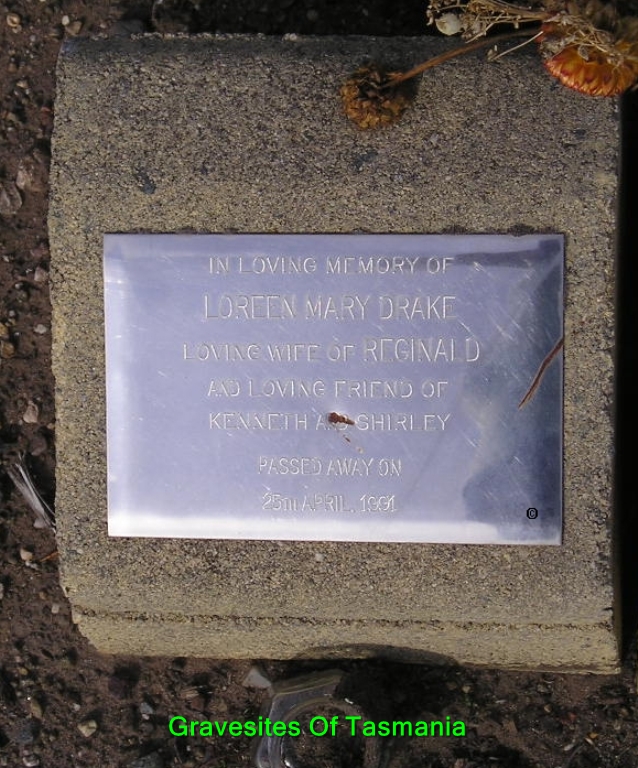 IN LOVING MEMORY OF
LOREEN MARY DRAKE
LOVING WIFE OF REGINALD
AND LOVING FRIEND OF
KENNETH AND SHIRLEY
PASSED AWAY ON
25TH APRIL, 1991
©
Gravesites Of Tasmania